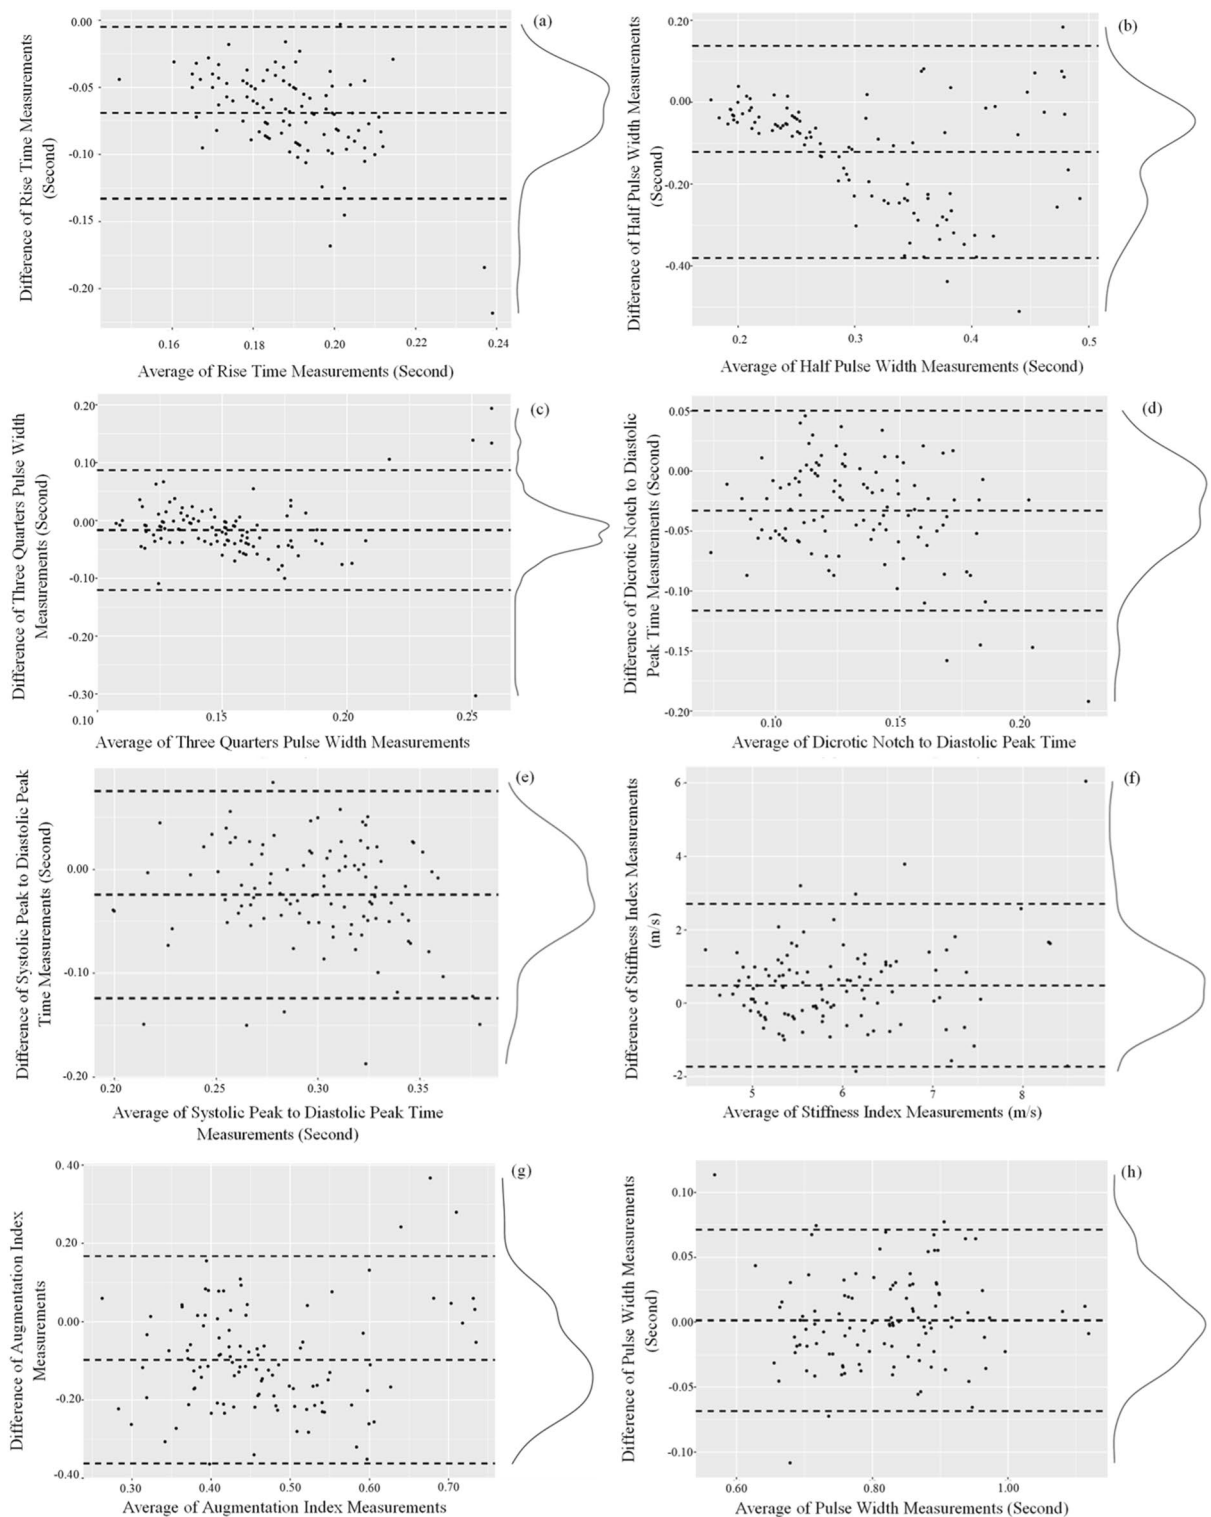 (a)
Difference of Rise Time Measurements
(Second)
0.00
-0.05
-0.10
-0.15
-0.20
0.16
0.18
0.20
0.22
0.24
Average of Rise Time Measurements (Second)
(b)
Difference of Half Pulse Width Measurements
(Second)
0.20
0.00
-0.20
-0.40
0.2
0.3
0.4
0.5
Average of Half Pulse Width Measurements (Second)
(c)
Difference of Three Quarters Pulse Width
Measurements (Second)
0.20
0.10
0.00
-0.10
-0.20
-0.30
0.10
0.15
0.20
0.25
Average of Three Quarters Pulse Width Measurements
(d)
Difference of Dicrotic Notch to Diastolic
Peak Time Measurements (Second)
0.05
0.00
-0.05
-0.10
-0.15
-0.20
0.10
0.15
0.20
Average of Dicrotic Notch to Diastolic Peak Time
(e)
Difference of Systolic Peak to Diastolic Peak
Time Measurements (Second)
0.00
-0.10
-0.20
0.20
0.25
0.30
0.35
Average of Systolic Peak to Diastolic Peak Time
Measurements (Second)
(f)
Difference of Stiffness Index Measurements
(m/s)
6
4
2
0
-2
5
6
7
8
Average of Stiffness Index Measurements (m/s)
(g)
Difference of Augmentation Index
Measurements
0.40
0.20
0.00
-0.20
-0.40
0.30
0.40
0.50
0.60
0.70
Average of Augmentation Index Measurements
(h)
Difference of Pulse Width Measurements
(Second)
0.10
0.05
0.00
-0.05
-0.10
0.60
0.80
1.00
Average of Pulse Width Measurements (Second)